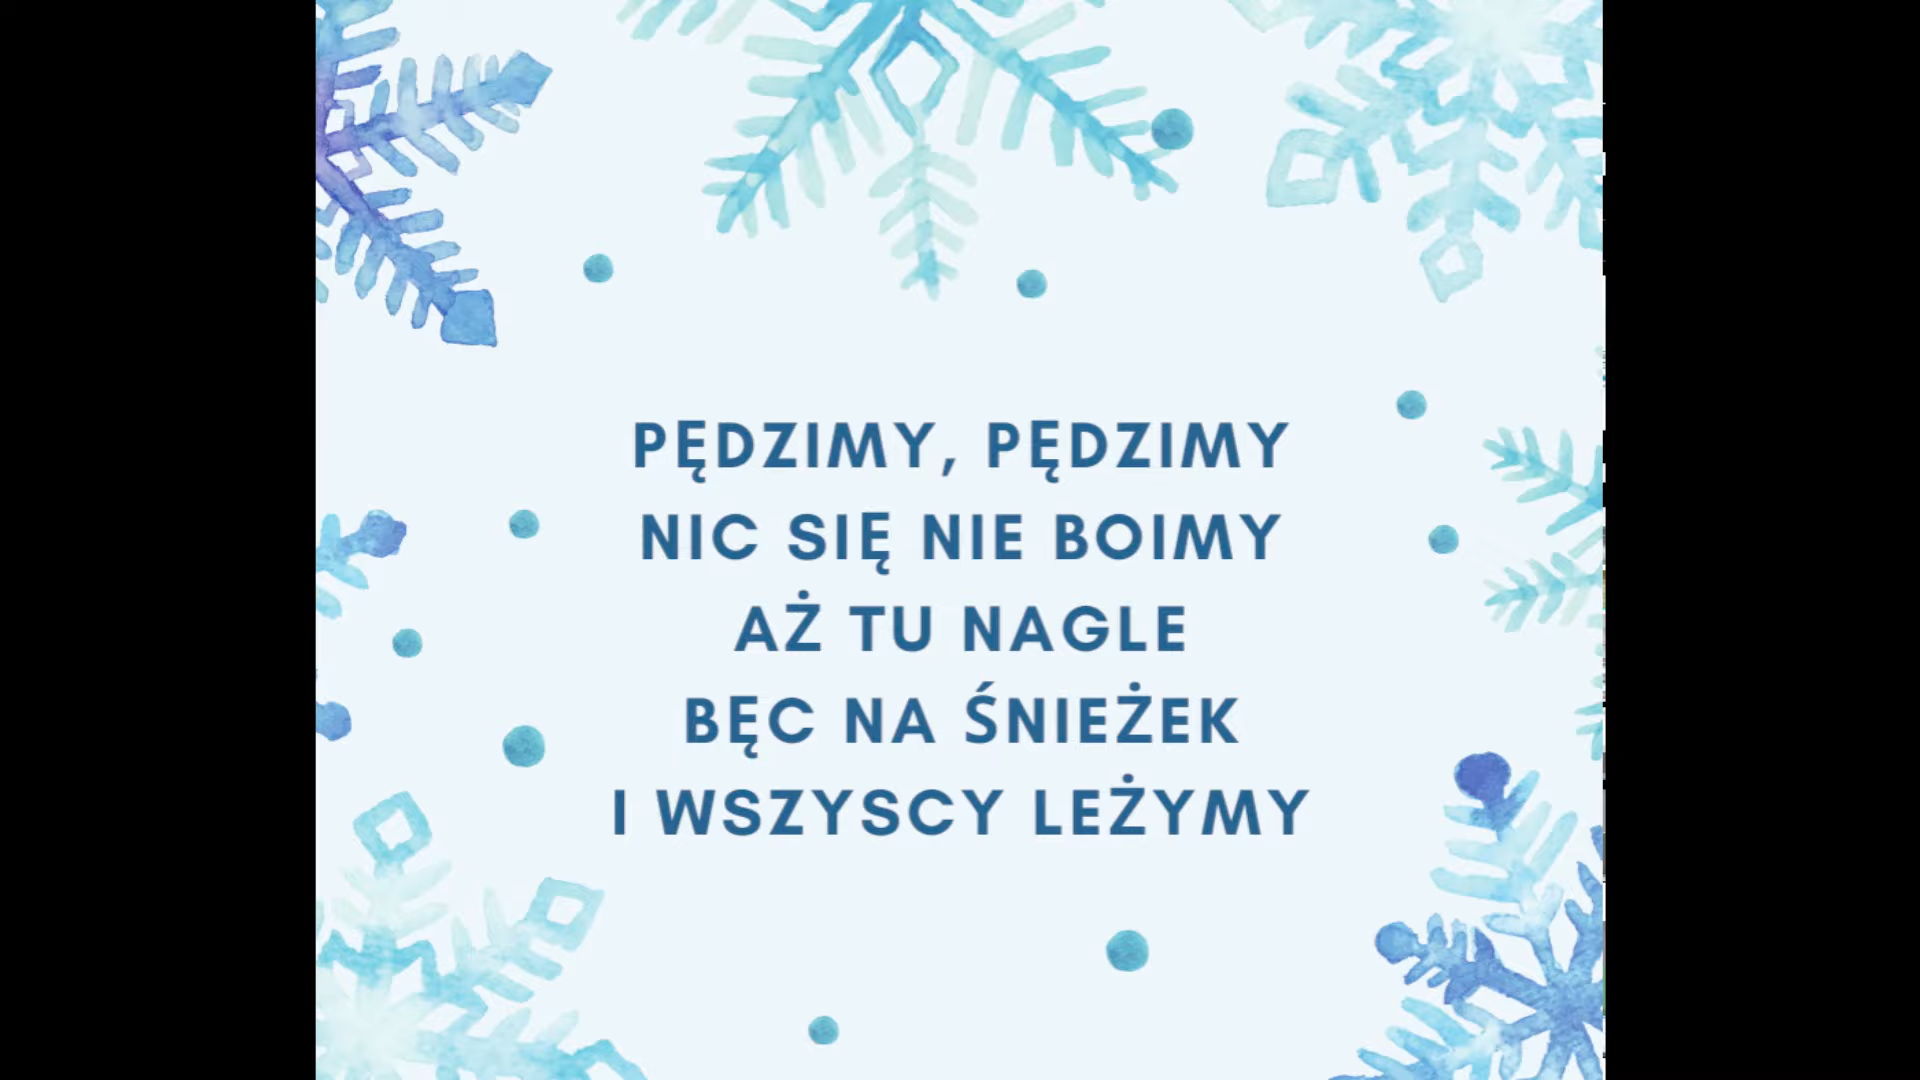 PĘDZIMY, PĘDZIMY
NIC SIĘ NIE BOIMY
AŻ TU NAGLE
BĘC NA ŚNIEŻEK
I WSZYSCY LEŻYMY